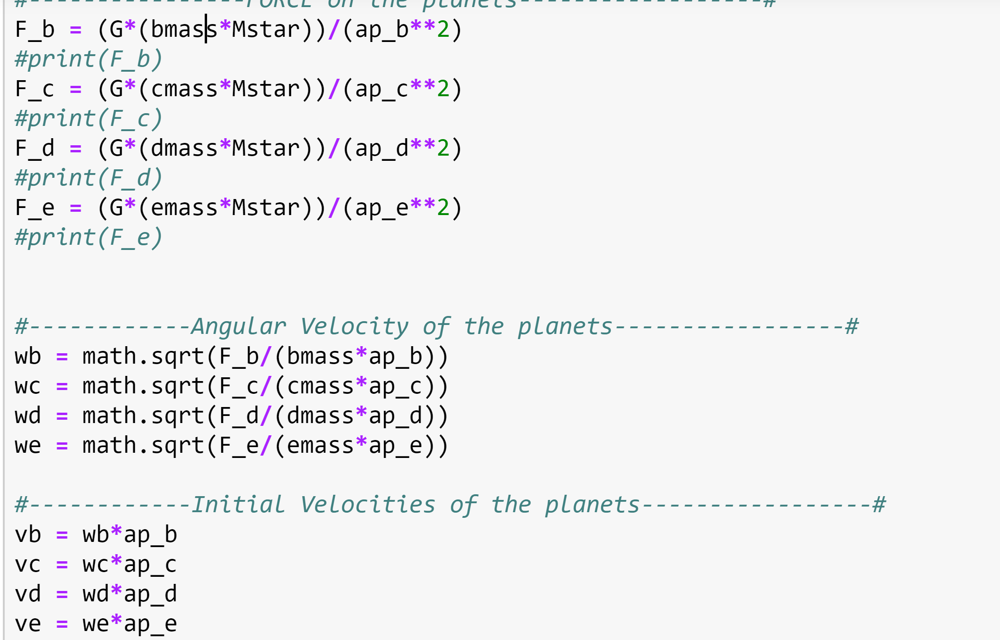 #----------------FORCE on the planets------------------#
F_b = (G*(bmass*Mstar))/(ap_b**2)
#print(F_b)
F_c = (G*(cmass*Mstar))/(ap_c**2)
#print(F_c)
F_d = (G*(dmass*Mstar))/(ap_d**2)
#print(F_d)
F_e = (G*(emass*Mstar))/(ap_e**2)
#print(F_e)
#------------Angular Velocity of the planets-----------------#
wb = math.sqrt(F_b/(bmass*ap_b))
wc = math.sqrt(F_c/(cmass*ap_c))
wd = math.sqrt(F_d/(dmass*ap_d))
we = math.sqrt(F_e/(emass*ap_e))
#------------Initial Velocities of the planets-----------------#
vb = wb*ap_b
vc = wc*ap_c
vd = wd*ap_d
ve = we*ap_e